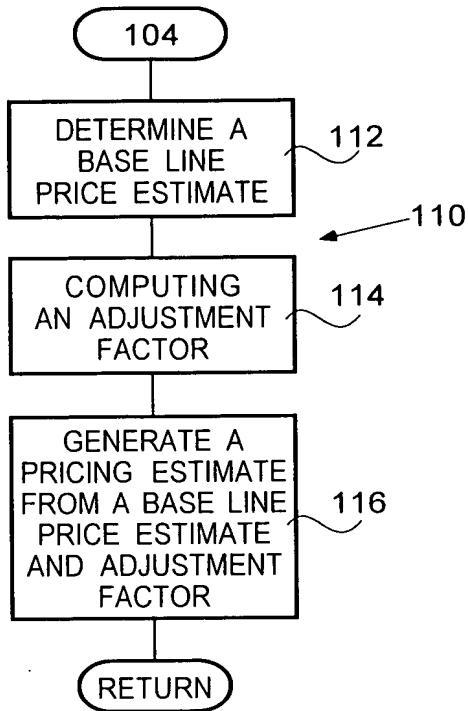 104
DETERMINE A
BASE LINE
PRICE ESTIMATE
112
110
COMPUTING
AN ADJUSTMENT
FACTOR
114
GENERATE A
PRICING ESTIMATE
FROM A BASE LINE
PRICE ESTIMATE
AND ADJUSTMENT
FACTOR
116
RETURN